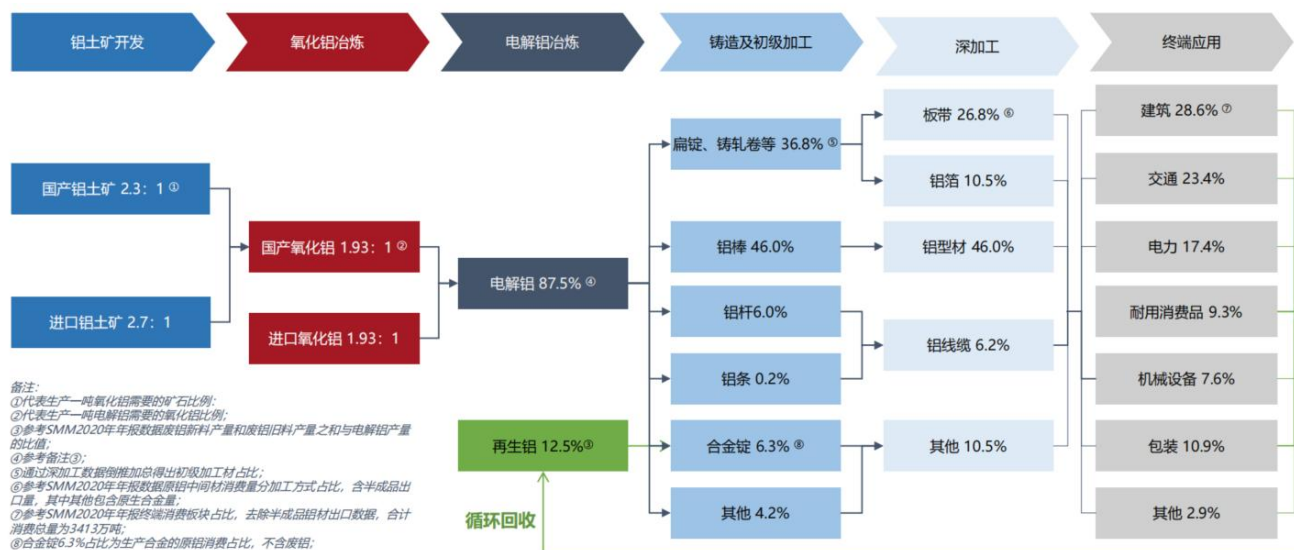 铝土矿开发
氧化铝冶炼
电解铝冶炼
铸造及初级加工
深加工
终端应用
国产铝土矿 2.3：1 ①
进口铝土矿 2.7：1
国产氧化铝 1.93：1 ②
进口氧化铝 1.93：1
电解铝 87.5% ④
再生铝 12.5%③
循环回收
扁锭、铸轧卷等 36.8% ⑤
铝棒 46.0%
铝杆6.0%
铝条 0.2%
合金锭 6.3% ⑧
其他 4.2%
板带 26.8% ⑥
铝箔 10.5%
铝型材 46.0%
铝线缆 6.2%
其他 10.5%
建筑 28.6% ⑦
交通 23.4%
电力 17.4%
耐用消费品 9.3%
机械设备 7.6%
包装 10.9%
其他 2.9%
备注：
①代表生产一吨氧化铝需要的矿石比例；
②代表生产一吨电解铝需要的氧化铝比例；
③参考SMM2020年年报数据废铝新料产量和废铝旧料产量之和与电解铝产量
的比值；
④参考备注③；
⑤通过深加工数据倒推加总得出初级加工材占比；
⑥参考SMM2020年年报数据原铝中间材消费量分加工方式占比，含半成品出
口量，其中其他包含原生合金量；
⑦参考SMM2020年年报终端消费板块占比，去除半成品铝材出口数据，合计
消费总量为3413万吨；
⑧合金锭6.3%占比为生产合金的原铝消费占比，不含废铝；